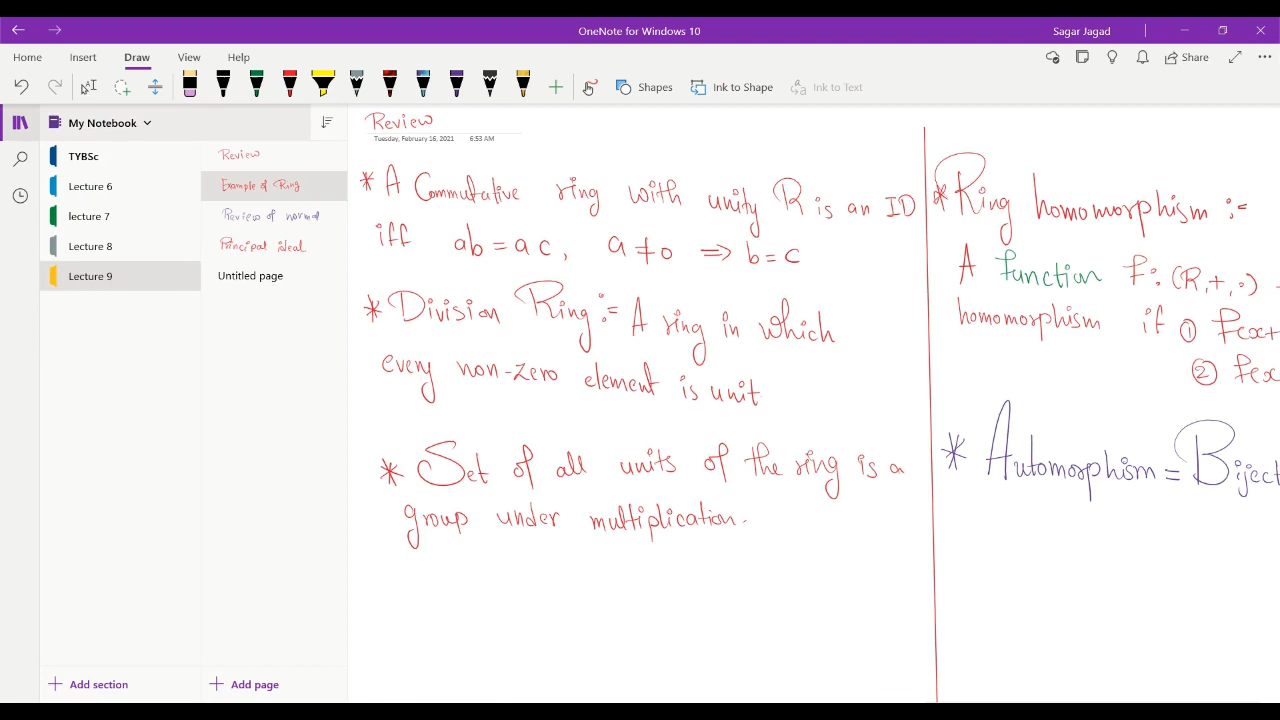 OneNote for Windows 10
Sagar Jagad
Home Insert Draw View Help
Share
Shapes
Ink to Shape
Ink to Text
My Notebook
TYBSc
Lecture 6
lecture 7
Lecture 8
Lecture 9
Review
Example of Ring
Review of normal
Principal ideal
Untitled page
Add section
Add page
Review
Tuesday, February 16, 2021 6:53 AM
* A Commutative ring with unity R is an ID
iff ab = ac, a ≠ 0 ⇒ b = c
* Division Ring := A ring in which
every non-zero element is unit
* Set of all units of the ring is a
group under multiplication.
* Ring homomorphism :=
A function f: (R, +, ·)
homomorphism if ① f(x+
② f(x
* Automorphism = Biject